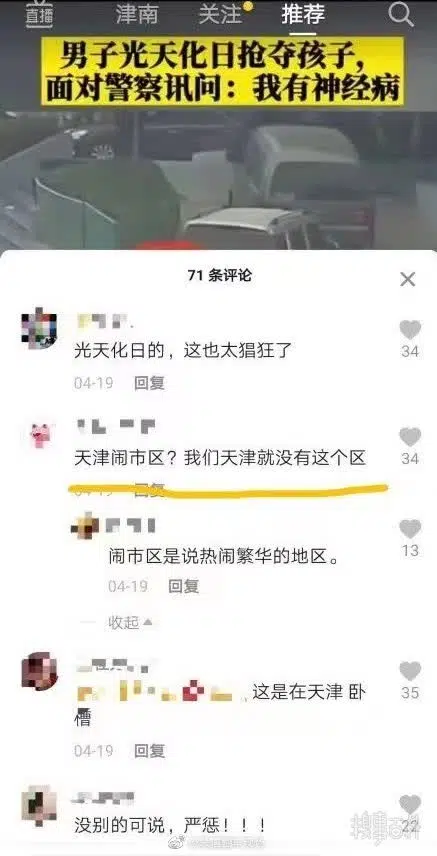 直播
津南
关注
推荐
男子光天化日抢夺孩子,
面对警察讯问:我有神经病
71 条评论
光天化日的,这也太猖狂了
34
04-19 回复
天津闹市区?我们天津就没有这个区
34
04-19 回复
闹市区是说热闹繁华的地区。
13
04-19 回复
收起
这是在天津 卧
槽
35
04-19 回复
没别的可说,严惩!!!
22